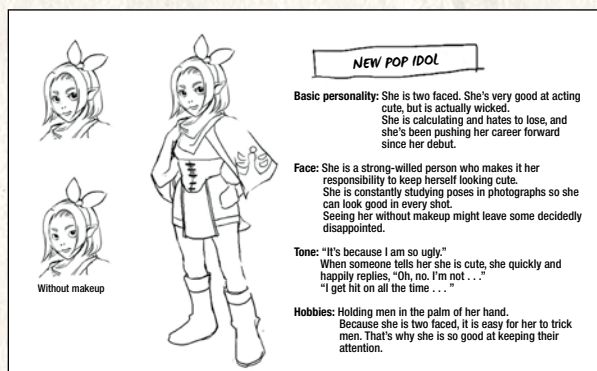 NEW POP IDOL
Basic personality: She is two faced. She's very good at acting
cute, but is actually wicked.
She is calculating and hates to lose, and
she's been pushing her career forward
since her debut.
Face: She is a strong-willed person who makes it her
responsibility to keep herself looking cute.
She is constantly studying poses in photographs so she
can look good in every shot.
Seeing her without makeup might leave some decidedly
disappointed.
Tone: "It's because I am so ugly."
When someone tells her she is cute, she quickly and
happily replies, "Oh, no. I'm not . . ."
"I get hit on all the time . . . "
Hobbies: Holding men in the palm of her hand.
Because she is two faced, it is easy for her to trick
men. That's why she is so good at keeping their
attention.
Without makeup